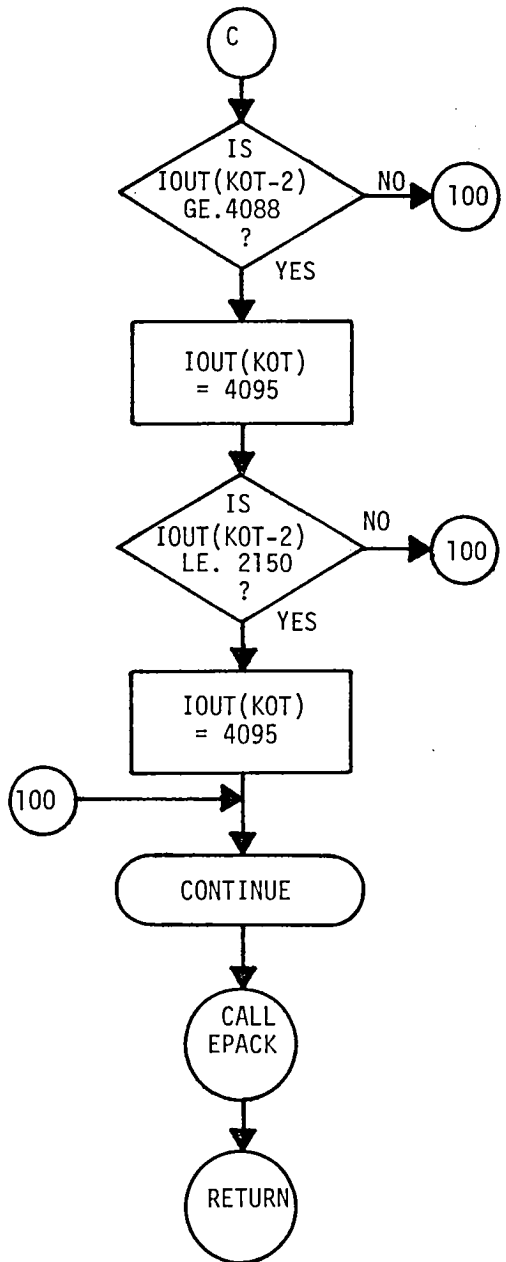 C
IS
IOUT(KOT-2)
GE.4088
?
NO
100
YES
IOUT(KOT)
= 4095
IS
IOUT(KOT-2)
LE. 2150
?
NO
100
YES
IOUT(KOT)
= 4095
100
CONTINUE
CALL
EPACK
RETURN